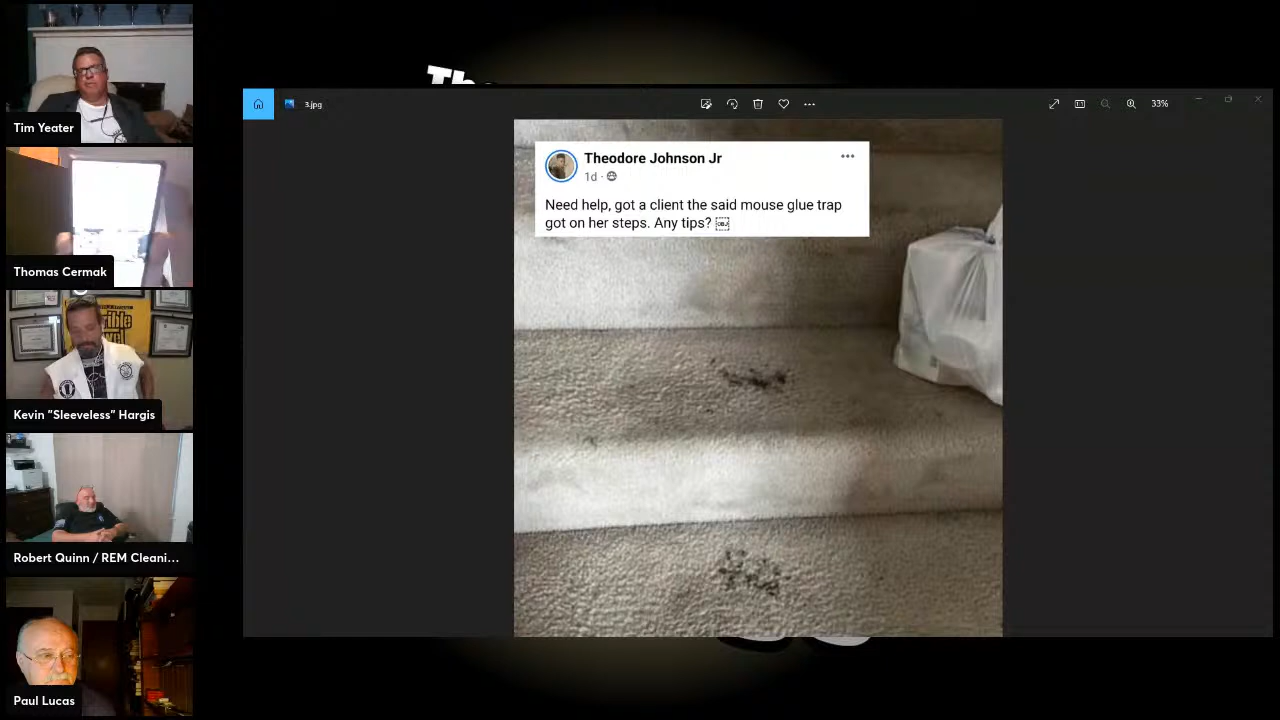 The
3.jpg
33%
Theodore Johnson Jr
1d
Need help, got a client the said mouse glue trap
got on her steps. Any tips?
Tim Yeater
Thomas Cermak
Kevin "Sleeveless" Hargis
Robert Quinn / REM Cleani...
Paul Lucas